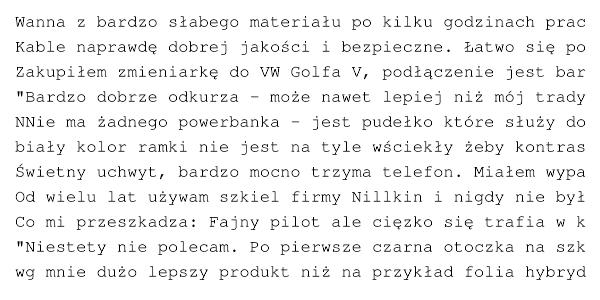 Wanna z bardzo słabego materiału po kilku godzinach prac
Kable naprawdę dobrej jakości i bezpieczne. Łatwo się po
Zakupiłem zmieniarkę do VW Golfa V, podłączenie jest bar
"Bardzo dobrze odkurza - może nawet lepiej niż mój trady
NNie ma żadnego powerbanka - jest pudełko które służy do
biały kolor ramki nie jest na tyle wściekły żeby kontras
Świetny uchwyt, bardzo mocno trzyma telefon. Miałem wypa
Od wielu lat używam szkiel firmy Nillkin i nigdy nie był
Co mi przeszkadza: Fajny pilot ale ciężko się trafia w k
"Niestety nie polecam. Po pierwsze czarna otoczka na szk
wg mnie dużo lepszy produkt niż na przykład folia hybryd